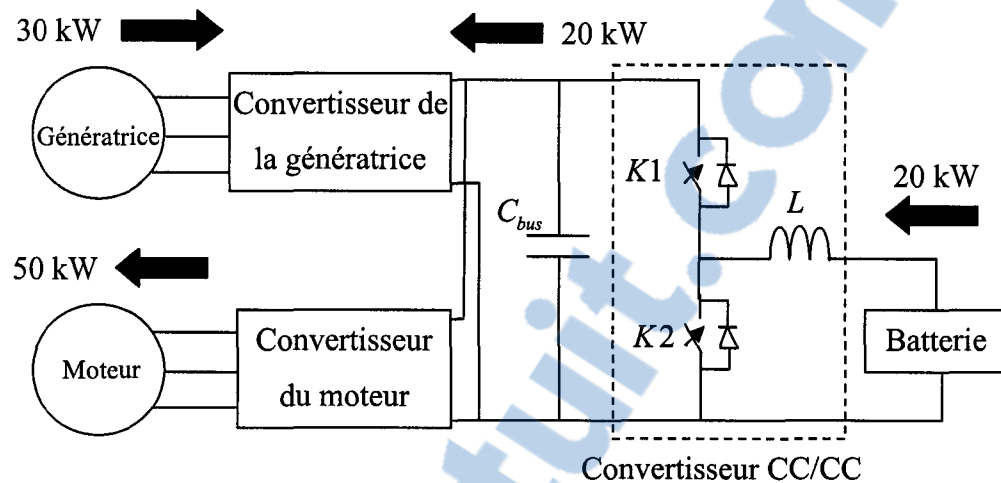 30 kW
20 kW
Génératrice
Convertisseur de
la génératrice
K1
L
20 kW
C_bus
50 kW
Moteur
Convertisseur
du moteur
K2
Batterie
Convertisseur CC/CC